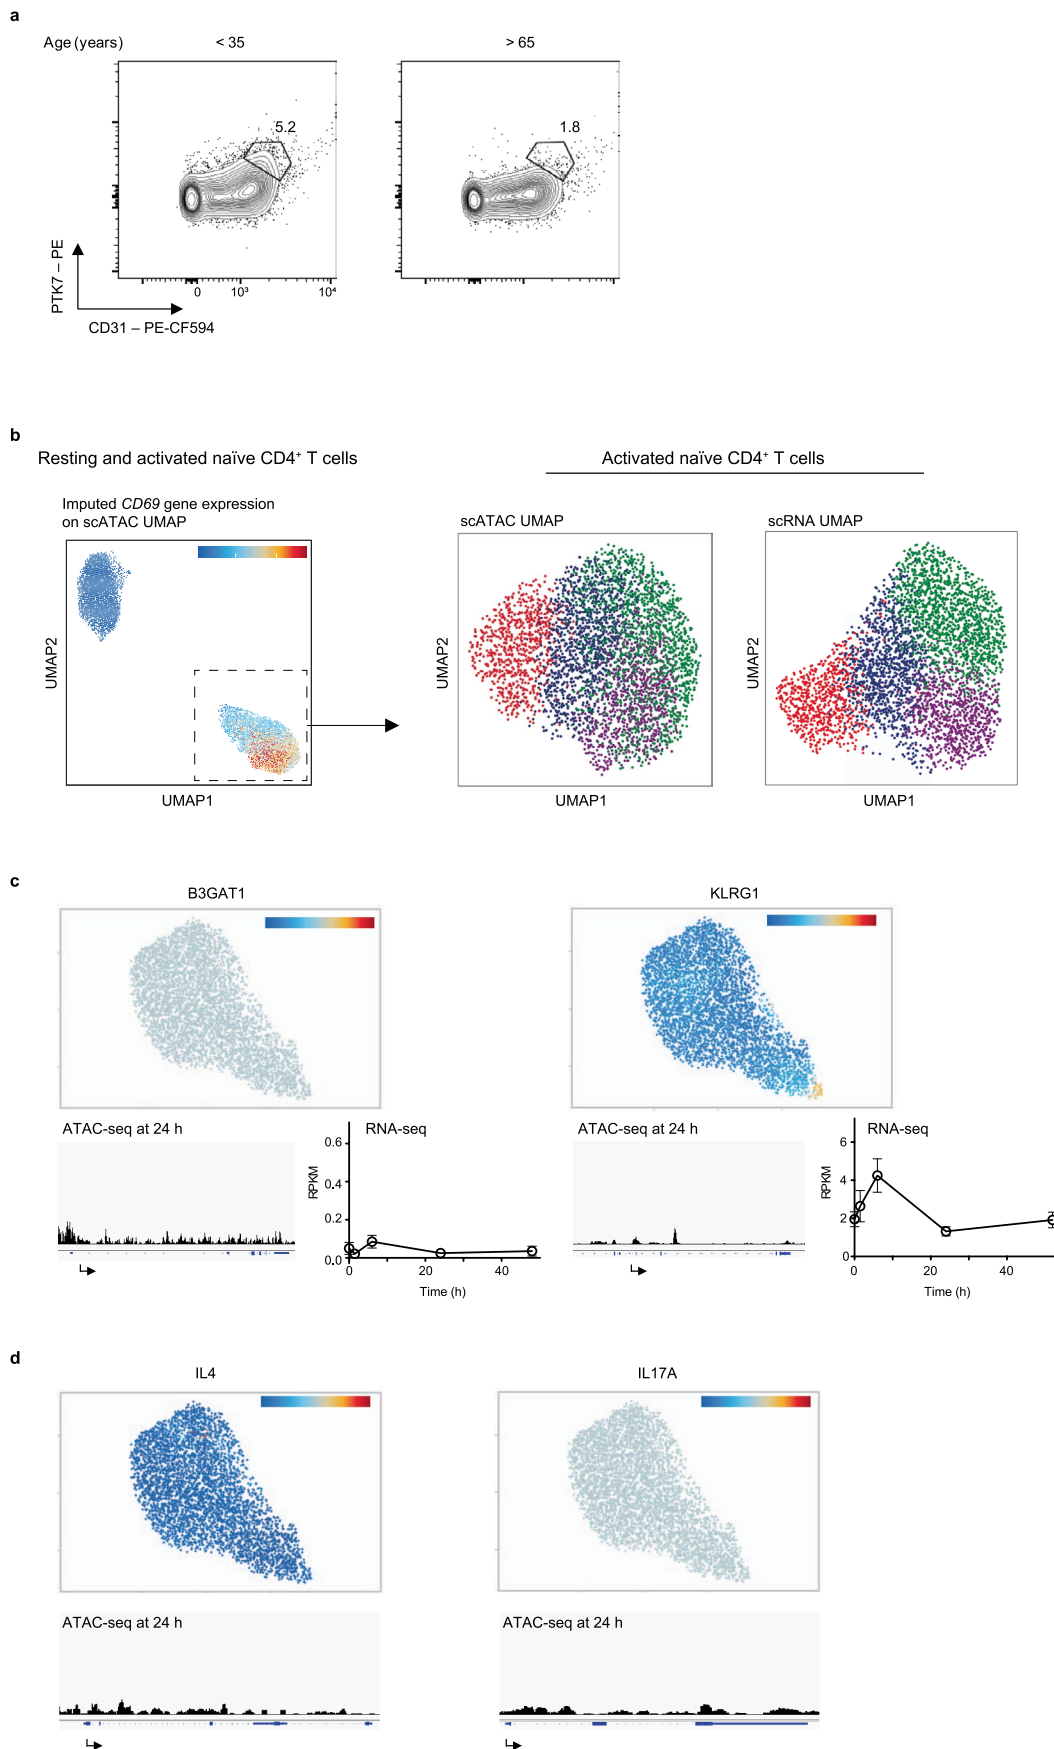 a
Age (years)
< 35
> 65
5.2
1.8
PTK7 – PE
0
10³
10⁴
CD31 – PE-CF594
b
Resting and activated naïve CD4⁺ T cells
Activated naïve CD4⁺ T cells
Imputed CD69 gene expression
on scATAC UMAP
scATAC UMAP
scRNA UMAP
UMAP2
UMAP2
UMAP2
UMAP1
UMAP1
UMAP1
c
B3GAT1
KLRG1
ATAC-seq at 24 h
RNA-seq
RPKM
0.6
0.4
0.2
0.0
0
20
40
Time (h)
ATAC-seq at 24 h
RNA-seq
RPKM
6
4
2
0
0
20
40
Time (h)
d
IL4
IL17A
ATAC-seq at 24 h
ATAC-seq at 24 h